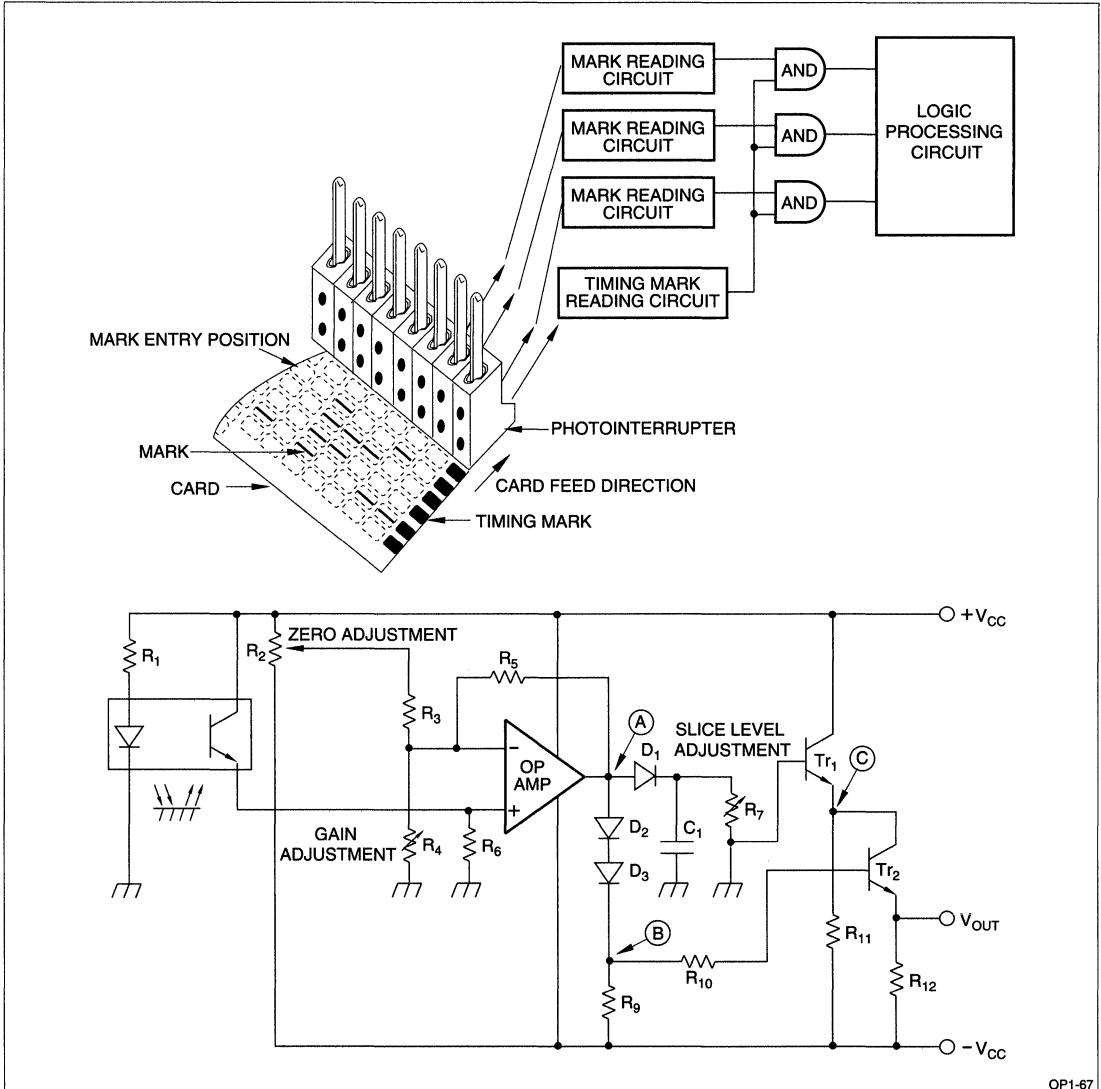 MARK READING
CIRCUIT
AND
MARK READING
CIRCUIT
AND
LOGIC
PROCESSING
CIRCUIT
MARK READING
CIRCUIT
AND
TIMING MARK
READING CIRCUIT
MARK ENTRY POSITION
PHOTOINTERRUPTER
MARK
CARD FEED DIRECTION
CARD
TIMING MARK
+VCC
R1
R2
ZERO ADJUSTMENT
R5
R3
A
SLICE LEVEL
ADJUSTMENT
D1
Tr1
C
−
OP
AMP
+
R7
C1
D2
GAIN
ADJUSTMENT
R4
R6
D3
Tr2
B
VOUT
R10
R11
R9
R12
−VCC
OP1-67